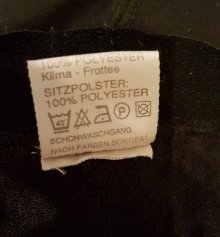 100% POLYESTER
Klima - Frottee
SITZPOLSTER:
100% POLYESTER
40°
SCHONWASCHGANG
NACH FARBEN SORTIERT